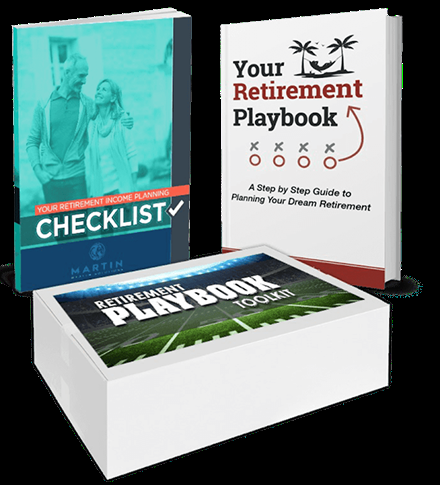 YOUR RETIREMENT INCOME PLANNING
CHECKLIST
MARTIN
Your
Retirement
Playbook
x x x x
o o o o
A Step by Step Guide to
Planning Your Dream Retirement
RETIREMENT
PLAYBOOK
TOOLKIT